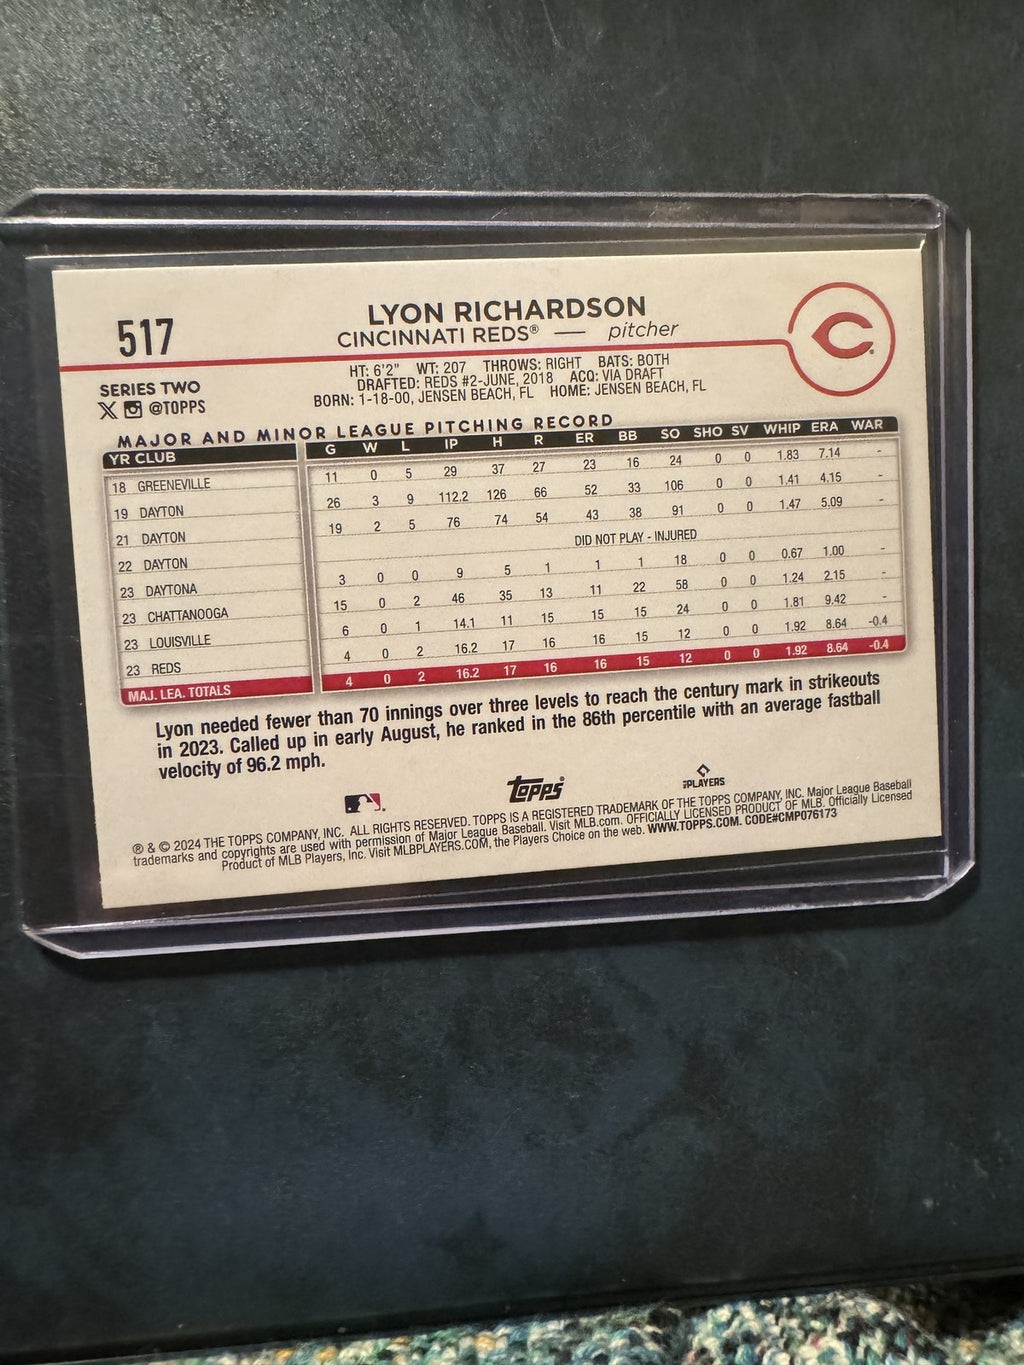 517
LYON RICHARDSON
CINCINNATI REDS® — pitcher
C
SERIES TWO
@TOPPS
HT: 6'2" WT: 207 THROWS: RIGHT BATS: BOTH
DRAFTED: REDS #2-JUNE, 2018 ACQ: VIA DRAFT
BORN: 1-18-00, JENSEN BEACH, FL HOME: JENSEN BEACH, FL
MAJOR AND MINOR LEAGUE PITCHING RECORD
YR CLUB G W L IP H R ER BB SO SHO SV WHIP ERA WAR
18 GREENEVILLE 11 0 5 29 37 27 23 16 24 0 0 1.83 7.14 -
19 DAYTON 26 3 9 112.2 126 66 52 33 106 0 0 1.41 4.15 -
21 DAYTON 19 2 5 76 74 54 43 38 91 0 0 1.47 5.09 -
22 DAYTON DID NOT PLAY - INJURED
23 DAYTONA 3 0 0 9 5 1 1 1 18 0 0 0.67 1.00 -
23 CHATTANOOGA 15 0 2 46 35 13 11 22 58 0 0 1.24 2.15 -
23 LOUISVILLE 6 0 1 14.1 11 15 15 15 24 0 0 1.81 9.42 -
23 REDS 4 0 2 16.2 17 16 16 15 12 0 0 1.92 8.64 -0.4
MAJ. LEA. TOTALS 4 0 2 16.2 17 16 16 15 12 0 0 1.92 8.64 -0.4
Lyon needed fewer than 70 innings over three levels to reach the century mark in strikeouts
in 2023. Called up in early August, he ranked in the 86th percentile with an average fastball
velocity of 96.2 mph.
topps
PLAYERS
® & © 2024 THE TOPPS COMPANY, INC. ALL RIGHTS RESERVED. TOPPS IS A REGISTERED TRADEMARK OF THE TOPPS COMPANY, INC. Major League Baseball
trademarks and copyrights are used with permission of Major League Baseball. Visit MLB.com. OFFICIALLY LICENSED PRODUCT OF MLB. Officially Licensed
Product of MLB Players, Inc. Visit MLBPLAYERS.COM, the Players Choice on the web. WWW.TOPPS.COM. CODE#CMP076173